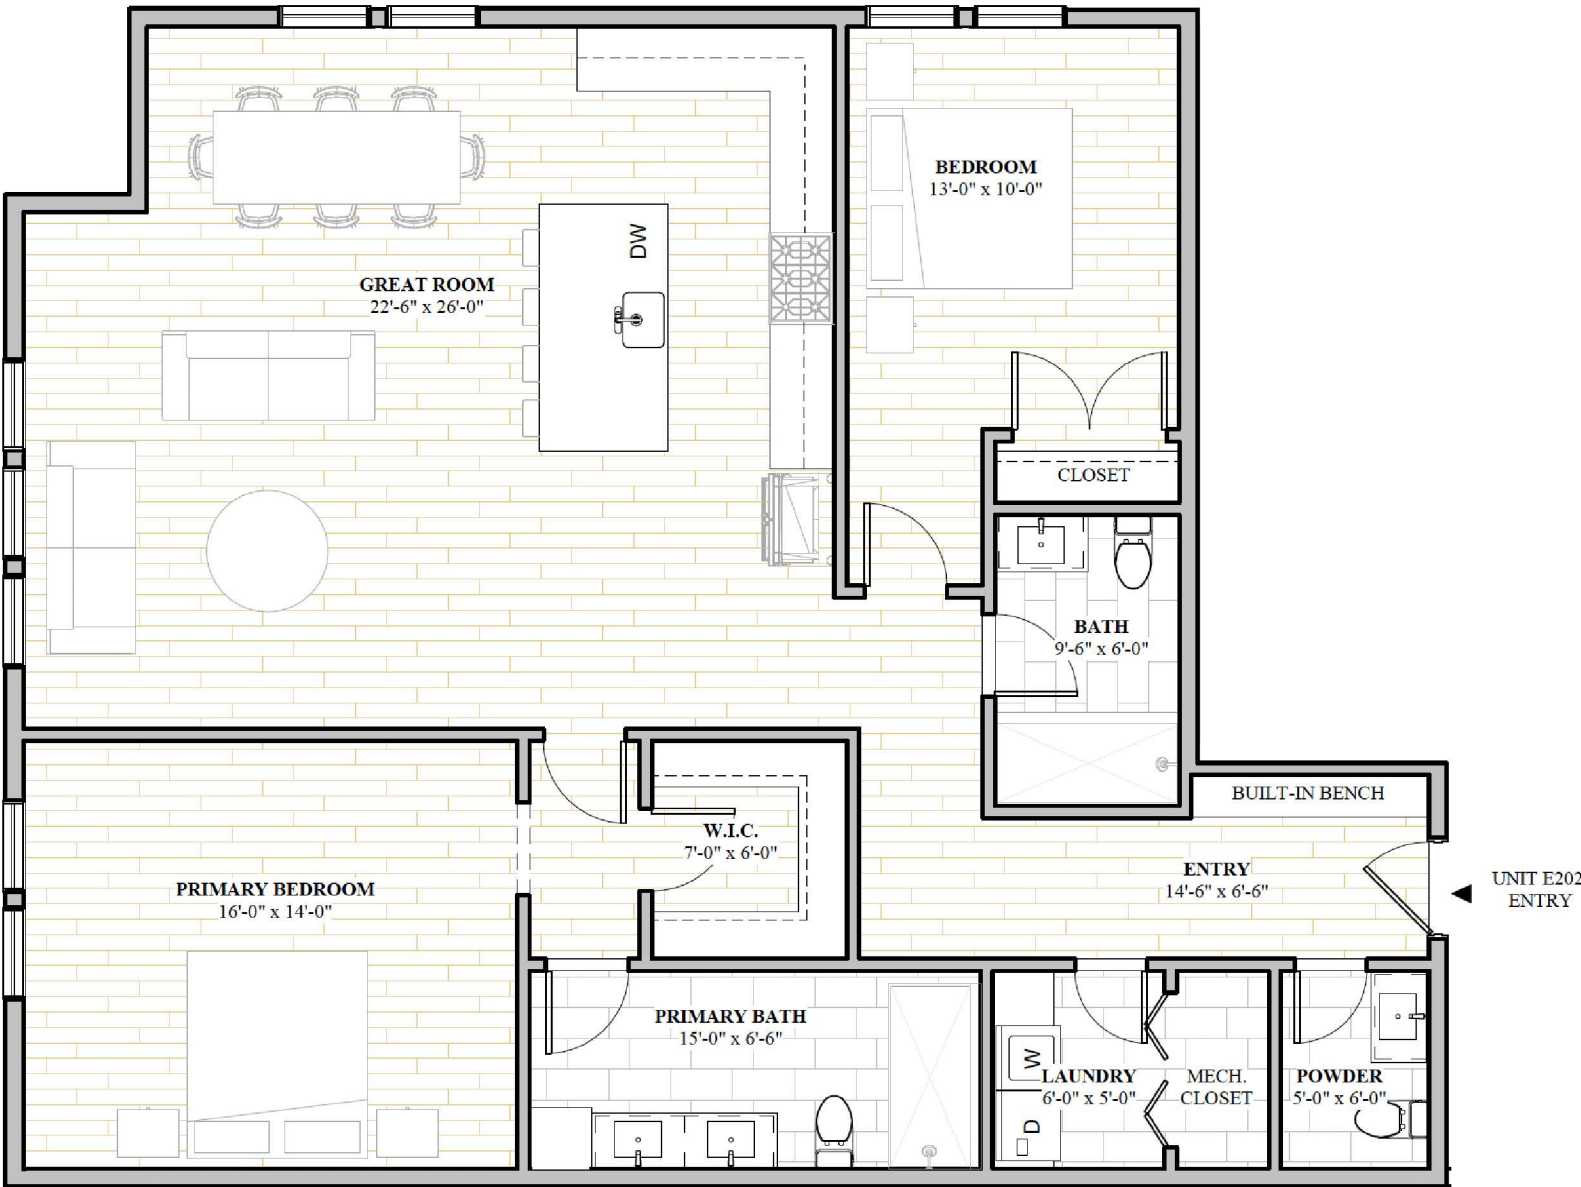 BEDROOM
13'-0" x 10'-0"
DW
GREAT ROOM
22'-6" x 26'-0"
CLOSET
BATH
9'-6" x 6'-0"
BUILT-IN BENCH
W.I.C.
7'-0" x 6'-0"
ENTRY
14'-6" x 6'-6"
UNIT E202
ENTRY
PRIMARY BEDROOM
16'-0" x 14'-0"
PRIMARY BATH
15'-0" x 6'-6"
W
LAUNDRY
6'-0" x 5'-0"
D
MECH.
CLOSET
POWDER
5'-0" x 6'-0"